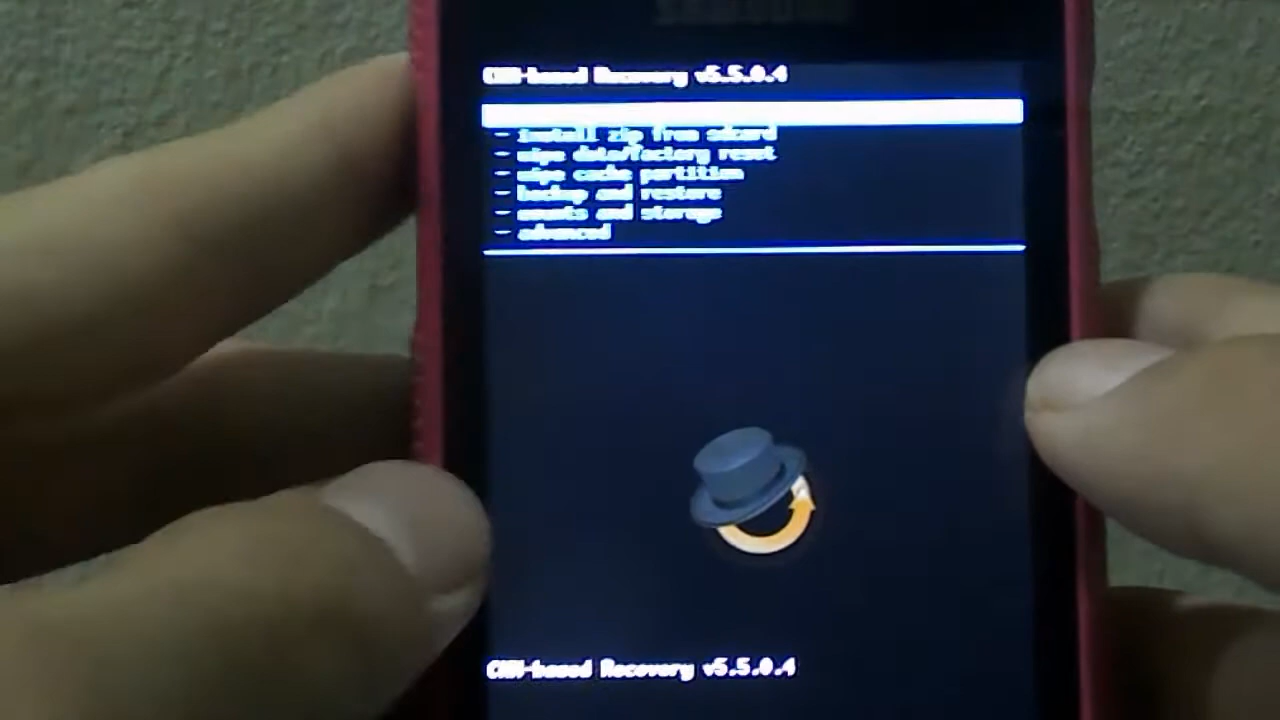 CWM-based Recovery v5.5.0.4
- install zip from sdcard
- wipe data/factory reset
- wipe cache partition
- backup and restore
- mounts and storage
- advanced
CWM-based Recovery v5.5.0.4